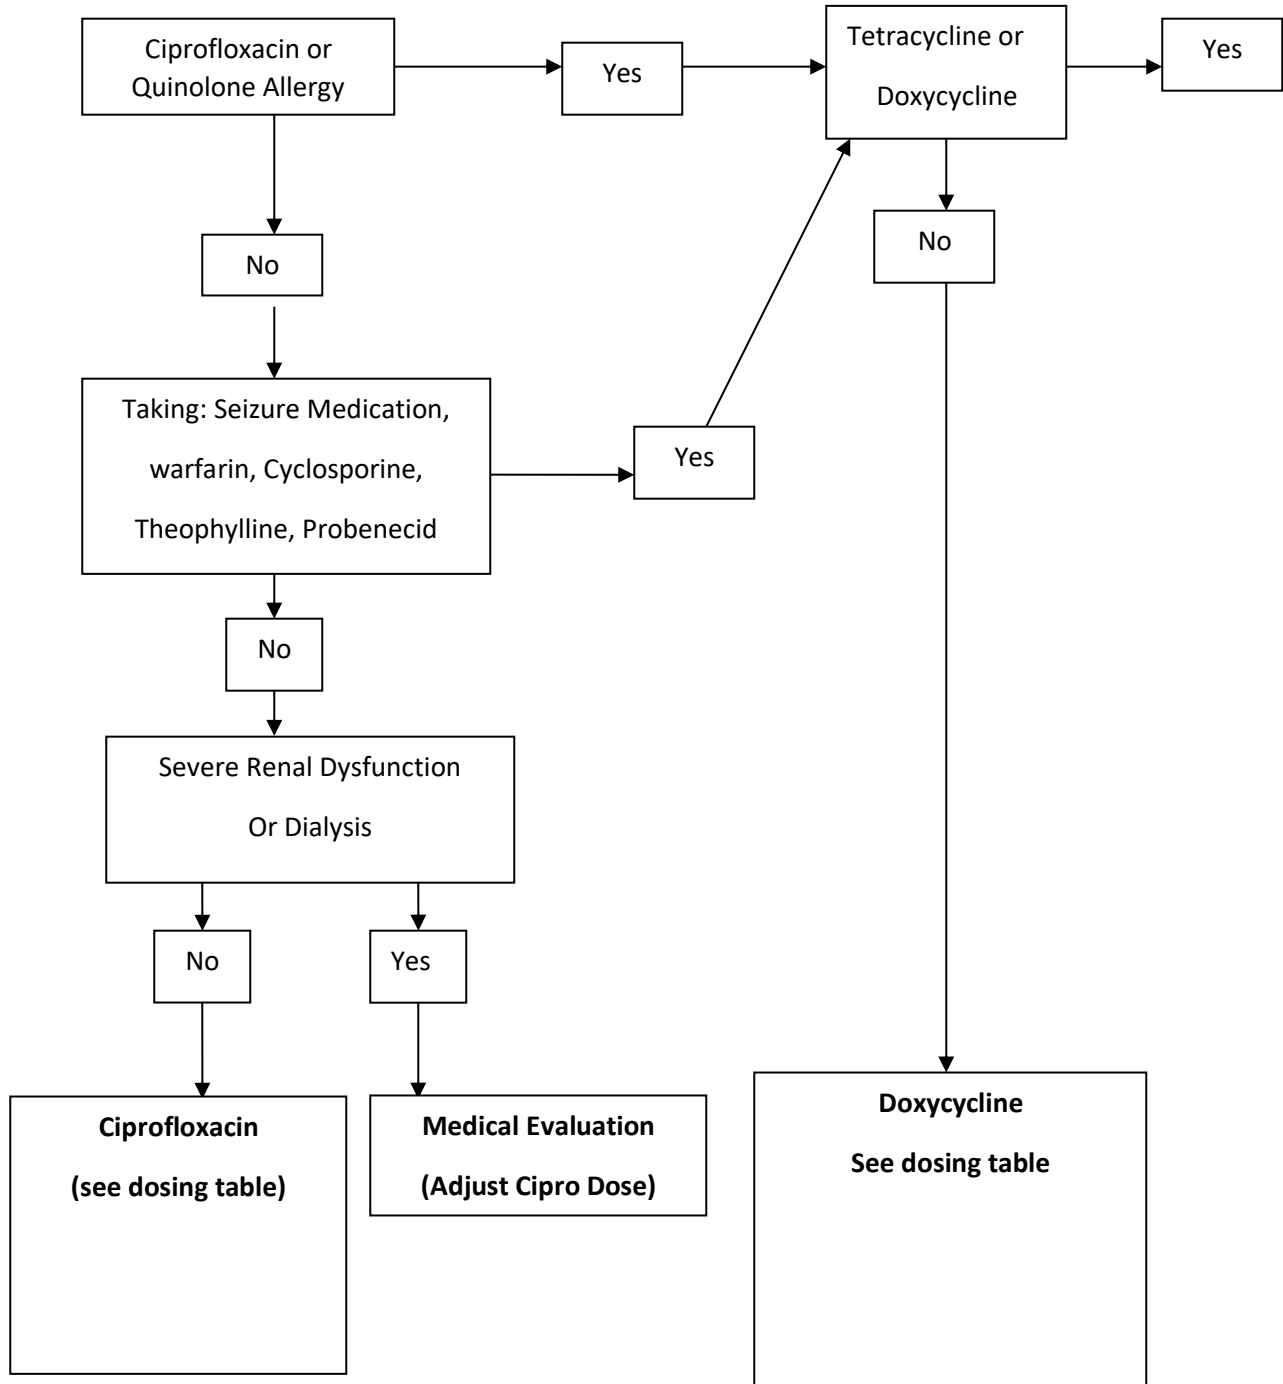 Ciprofloxacin or
Quinolone Allergy
Yes
Tetracycline or
Doxycycline
Yes
No
No
Taking: Seizure Medication,
warfarin, Cyclosporine,
Theophylline, Probenecid
Yes
No
Severe Renal Dysfunction
Or Dialysis
No
Yes
Ciprofloxacin
(see dosing table)
Medical Evaluation
(Adjust Cipro Dose)
Doxycycline
See dosing table